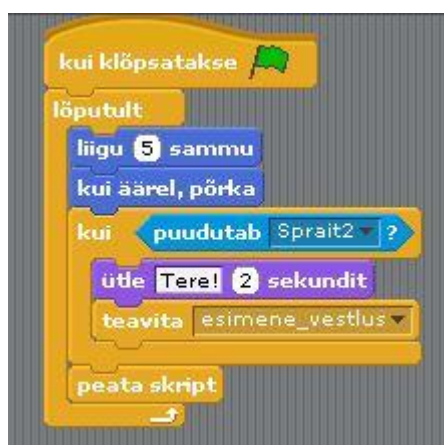 kui klõpsatakse
lõputult
liigu 5 sammu
kui äärel, põrka
kui puudutab Sprait2 ?
ütle Tere! 2 sekundit
teavita esimene_vestlus
peata skript